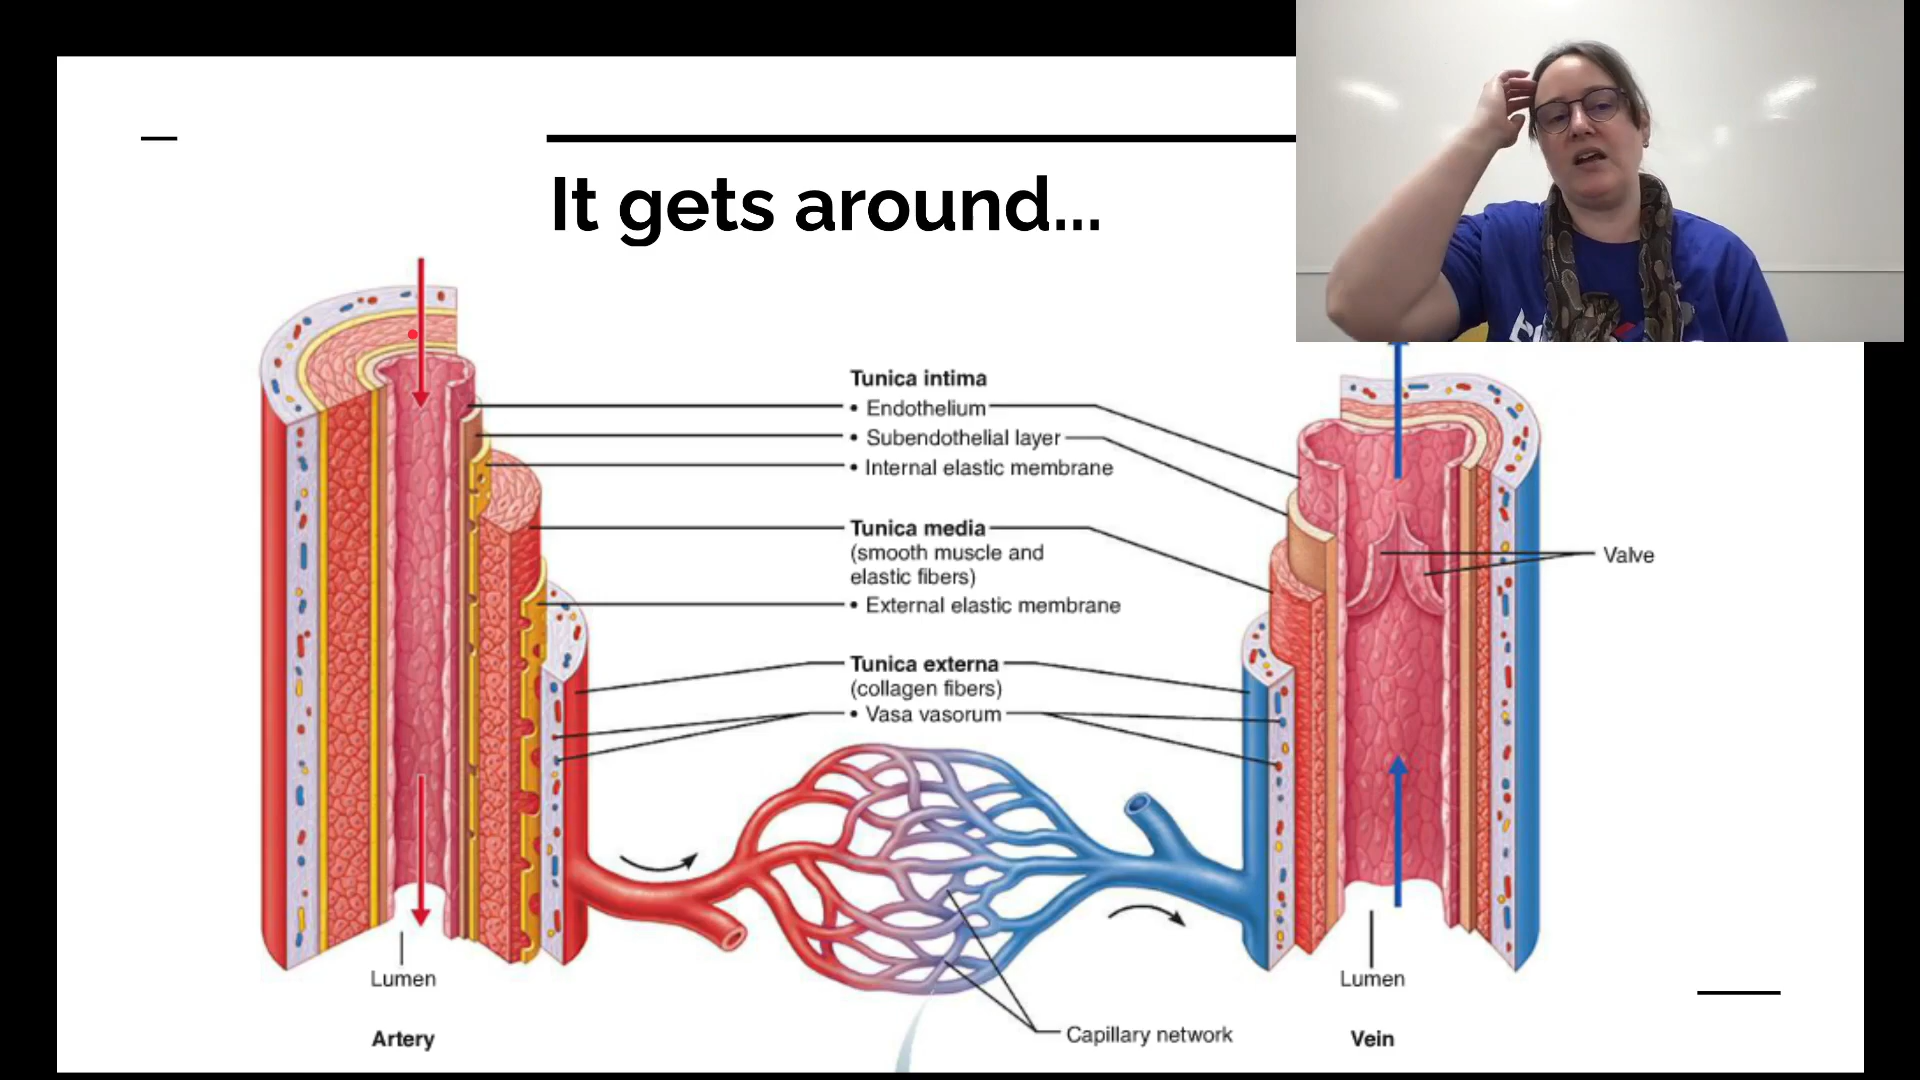 It gets around...
Tunica intima
• Endothelium
• Subendothelial layer
• Internal elastic membrane
Tunica media
(smooth muscle and
elastic fibers)
• External elastic membrane
Valve
Tunica externa
(collagen fibers)
• Vasa vasorum
Lumen
Lumen
Capillary network
Artery
Vein